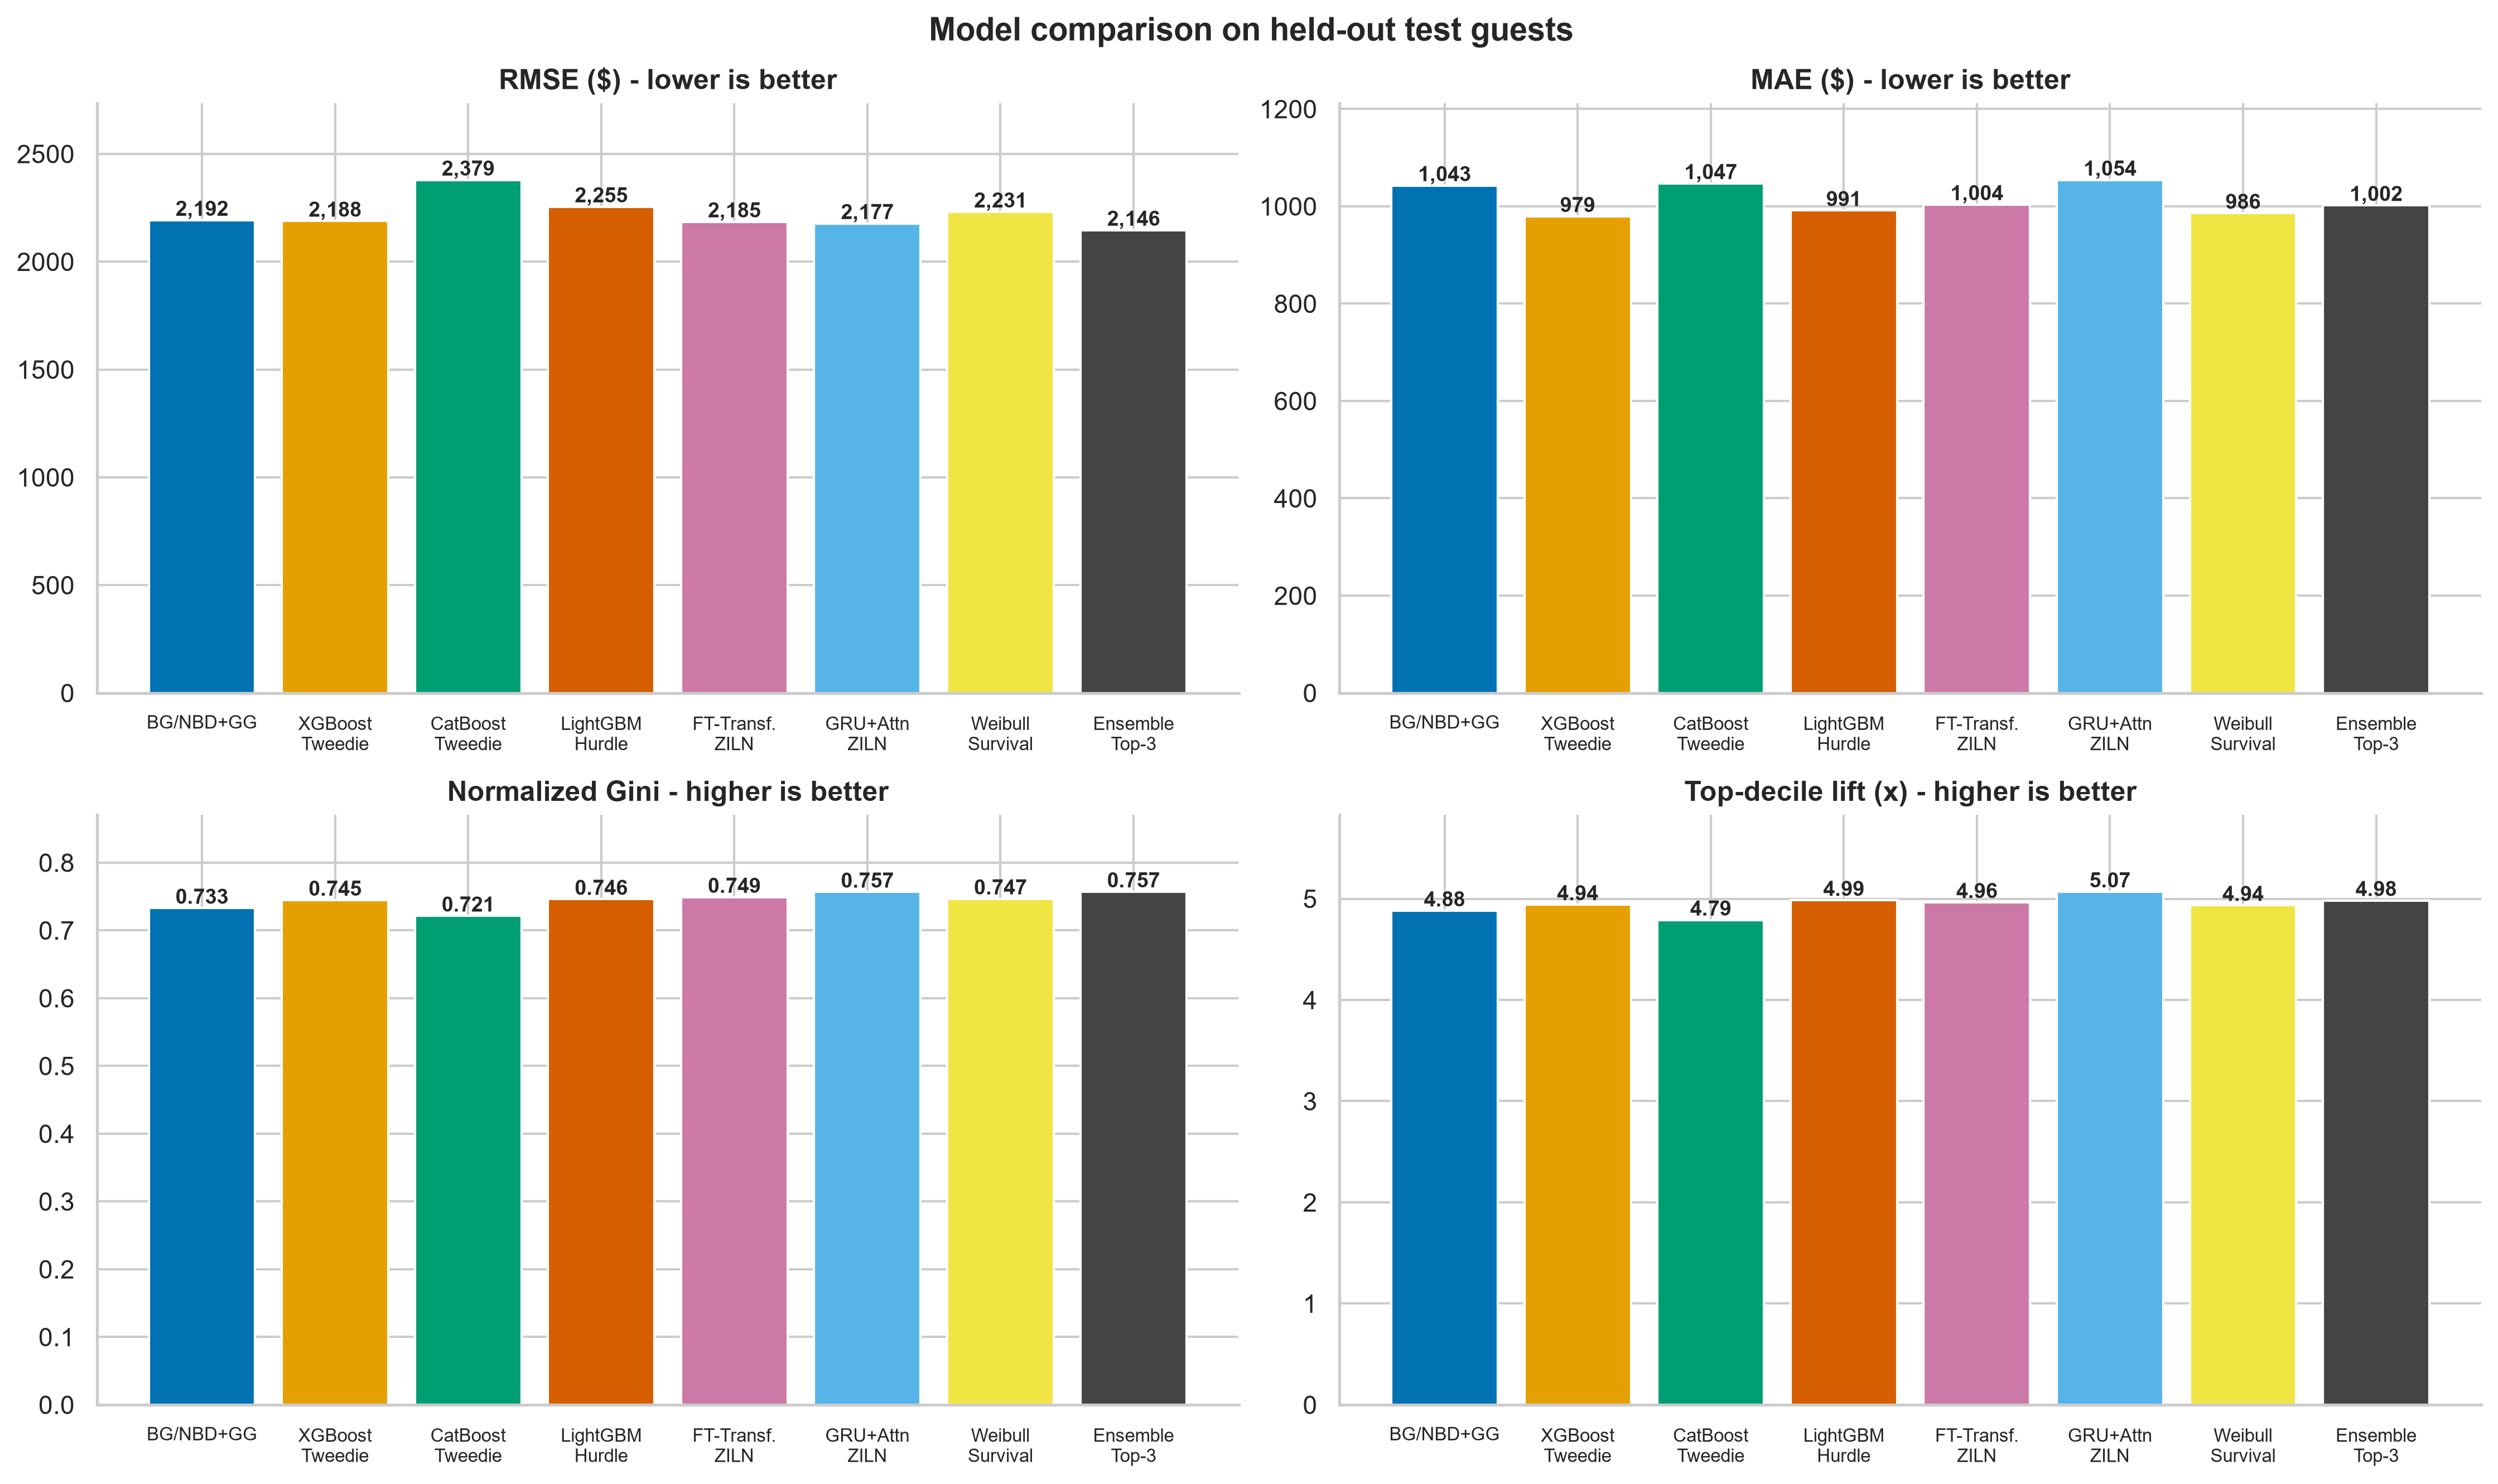 Model comparison on held-out test guests
RMSE ($) - lower is better
2500
2000
1500
1000
500
0
2,192
2,188
2,379
2,255
2,185
2,177
2,231
2,146
BG/NBD+GG
XGBoost
Tweedie
CatBoost
Tweedie
LightGBM
Hurdle
FT-Transf.
ZILN
GRU+Attn
ZILN
Weibull
Survival
Ensemble
Top-3
MAE ($) - lower is better
1200
1000
800
600
400
200
0
1,043
979
1,047
991
1,004
1,054
986
1,002
BG/NBD+GG
XGBoost
Tweedie
CatBoost
Tweedie
LightGBM
Hurdle
FT-Transf.
ZILN
GRU+Attn
ZILN
Weibull
Survival
Ensemble
Top-3
Normalized Gini - higher is better
0.8
0.7
0.6
0.5
0.4
0.3
0.2
0.1
0.0
0.733
0.745
0.721
0.746
0.749
0.757
0.747
0.757
BG/NBD+GG
XGBoost
Tweedie
CatBoost
Tweedie
LightGBM
Hurdle
FT-Transf.
ZILN
GRU+Attn
ZILN
Weibull
Survival
Ensemble
Top-3
Top-decile lift (x) - higher is better
5
4
3
2
1
0
4.88
4.94
4.79
4.99
4.96
5.07
4.94
4.98
BG/NBD+GG
XGBoost
Tweedie
CatBoost
Tweedie
LightGBM
Hurdle
FT-Transf.
ZILN
GRU+Attn
ZILN
Weibull
Survival
Ensemble
Top-3